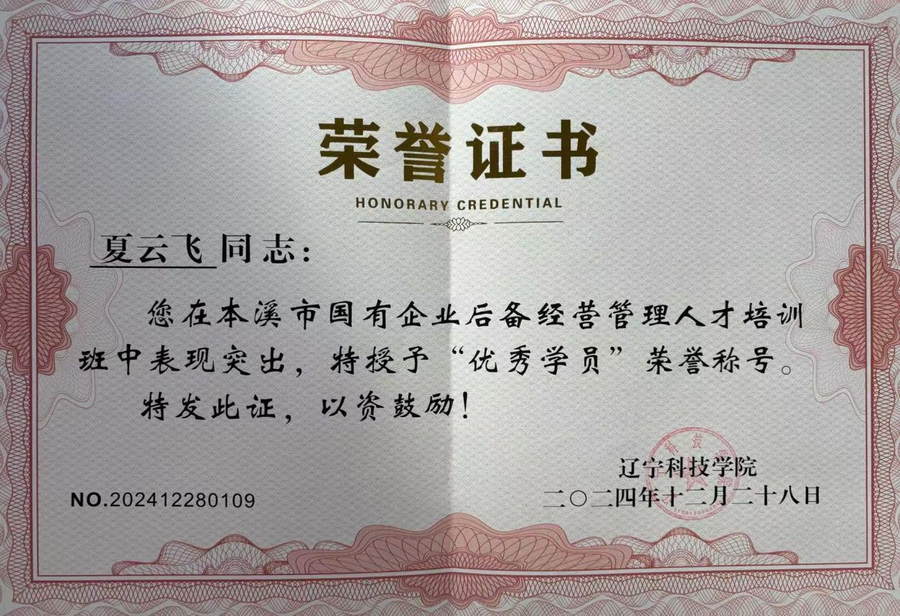 荣誉证书
HONORARY CREDENTIAL
夏云飞同志：
您在本溪市国有企业后备经营管理人才培训
班中表现突出，特授予“优秀学员”荣誉称号。
特发此证，以资鼓励！
辽宁科技学院
NO.202412280109
二〇二四年十二月二十八日